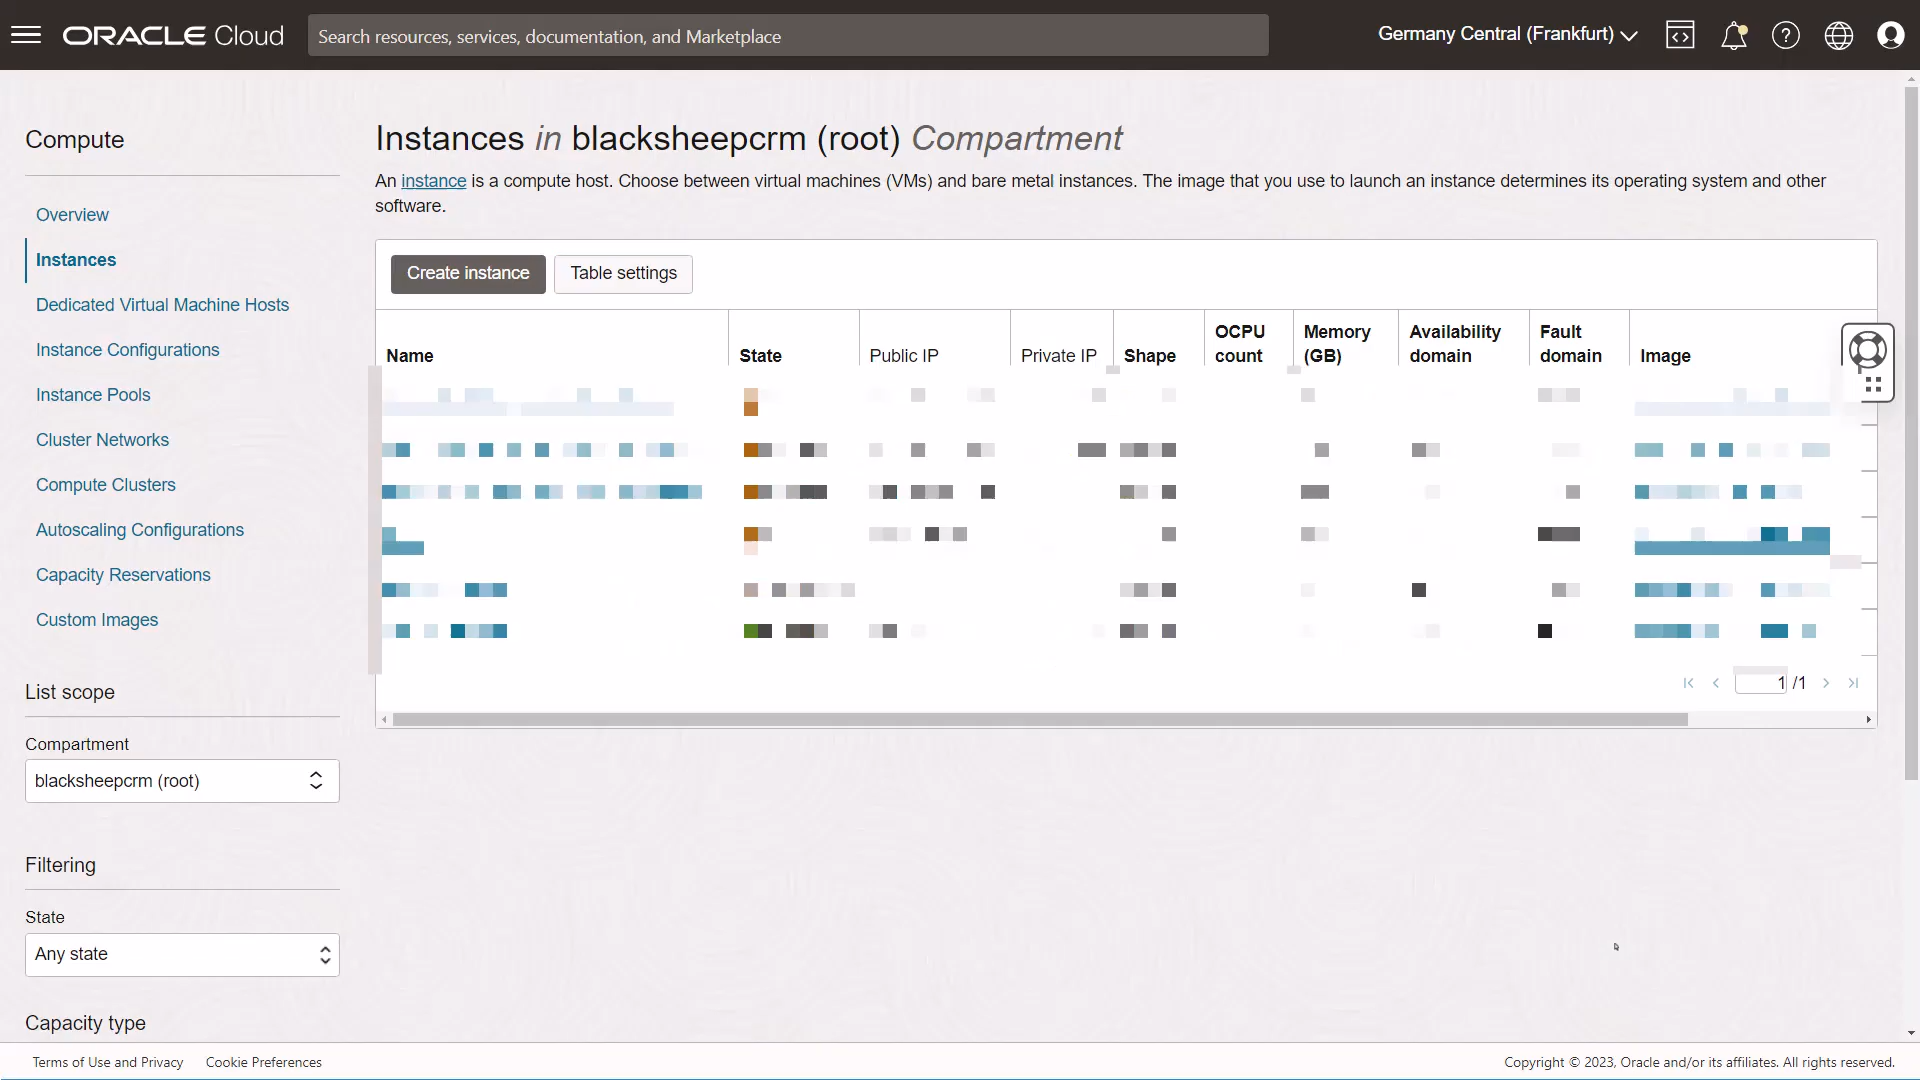 ORACLE Cloud
Search resources, services, documentation, and Marketplace
Germany Central (Frankfurt)
Compute
Overview
Instances
Dedicated Virtual Machine Hosts
Instance Configurations
Instance Pools
Cluster Networks
Compute Clusters
Autoscaling Configurations
Capacity Reservations
Custom Images
List scope
Compartment
blacksheepcrm (root)
Filtering
State
Any state
Capacity type
Instances in blacksheepcrm (root) Compartment
An instance is a compute host. Choose between virtual machines (VMs) and bare metal instances. The image that you use to launch an instance determines its operating system and other
software.
Create instance
Table settings
Name
State
Public IP
Private IP
Shape
OCPU
count
Memory
(GB)
Availability
domain
Fault
domain
Image
1 /1
Terms of Use and Privacy
Cookie Preferences
Copyright © 2023, Oracle and/or its affiliates. All rights reserved.